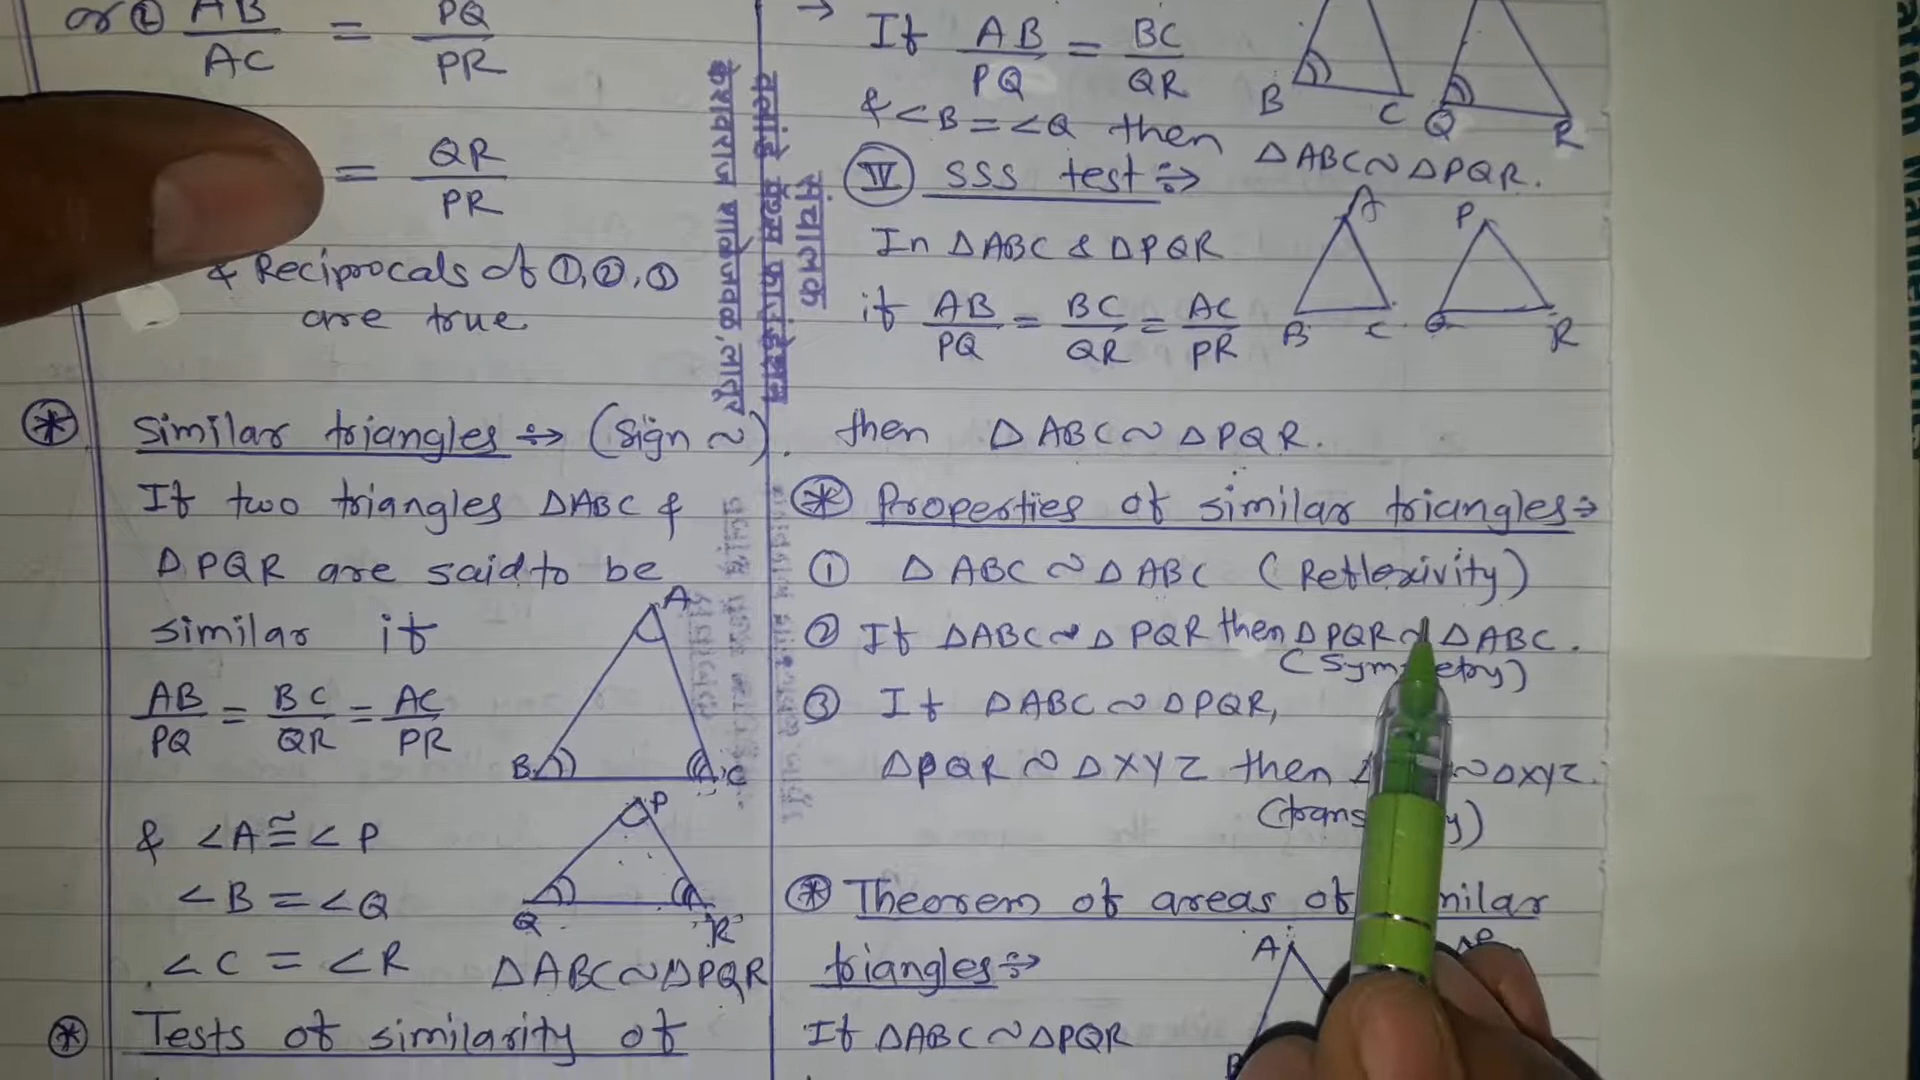 or ② AB/AC = PQ/PR
= QR/PR
& Reciprocals of ①, ②, ③
are true
* Similar triangles ÷→ (sign ~).
If two triangles ΔABC &
ΔPQR are said to be
similar if
AB/PQ = BC/QR = AC/PR
A
B
C
& <A ≅ <P
<B = <Q
<C = <R
P
Q
R
ΔABC ~ ΔPQR
* Tests of similarity of
→ If AB/PQ = BC/QR
& <B = <Q then
ΔABC ~ ΔPQR.
B
C
Q
R
IV SSS test ÷→
In ΔABC & ΔPQR
if AB/PQ = BC/QR = AC/PR
A
B
C
P
Q
R
then ΔABC ~ ΔPQR.
* Properties of similar triangles →
① ΔABC ~ ΔABC (Reflexivity)
② If ΔABC ~ ΔPQR then ΔPQR ~ ΔABC.
③ If ΔABC ~ ΔPQR,
ΔPQR ~ ΔXYZ then ~ ΔXYZ.
* Theorem of areas of
triangles ÷→
If ΔABC ~ ΔPQR
A
B
P
संचालक